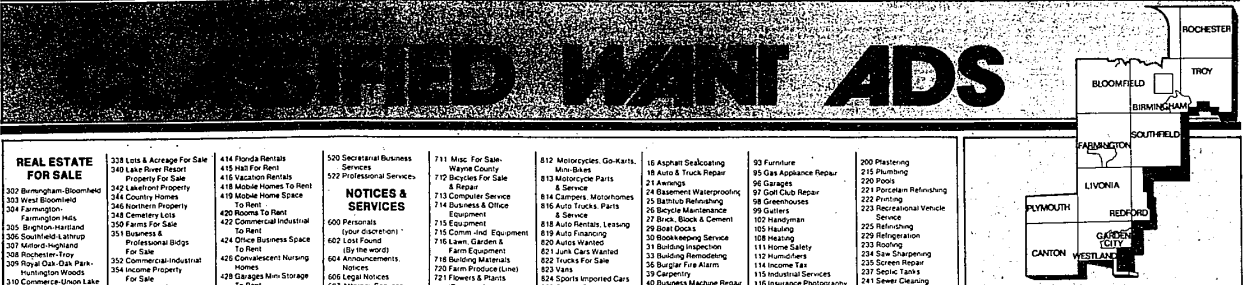 CLASSIFIED WANT ADS
REAL ESTATE
FOR SALE
302 Birmingham-Bloomfield
303 West Bloomfield
304 Farmington-
Farmington Hills
305 Brighton-Hartland
306 Southfield-Lathrup
307 Milford-Highland
308 Rochester-Troy
309 Royal Oak-Oak Park-
Huntington Woods
310 Commerce-Union Lake
338 Lots & Acreage For Sale
340 Lake River Resort
Property For Sale
342 Lakefront Property
344 Country Homes
346 Northern Property
348 Cemetery Lots
350 Farms For Sale
351 Business &
Professional Bldgs
For Sale
352 Commercial-Industrial
354 Income Property
For Sale
414 Florida Rentals
415 Hall For Rent
416 Vacation Rentals
418 Mobile Homes To Rent
419 Mobile Home Space
To Rent
420 Rooms To Rent
422 Commercial Industrial
To Rent
424 Office Business Space
To Rent
426 Convalescent Nursing
Homes
428 Garages Mini Storage
To Rent
520 Secretarial Business
Services
522 Professional Services
NOTICES &
SERVICES
600 Personals
(your discretion)
602 Lost Found
(By the word)
604 Announcements,
Notices
606 Legal Notices
711 Misc For Sale-
Wayne County
712 Bicycles For Sale
& Repair
713 Computer Service
714 Business & Office
Equipment
715 Equipment
715 Comm-Ind Equipment
716 Lawn, Garden &
Farm Equipment
718 Building Materials
720 Farm Produce (Line)
721 Flowers & Plants
812 Motorcycles, Go-Karts,
Mini-Bikes
813 Motorcycle Parts
& Service
814 Campers, Motorhomes
816 Auto, Trucks, Parts
& Service
818 Auto Rentals, Leasing
819 Auto Financing
820 Autos Wanted
821 Junk Cars Wanted
822 Trucks For Sale
823 Vans
824 Sports Imported Cars
16 Asphalt Sealcoating
18 Auto & Truck Repair
21 Awnings
24 Basement Waterproofing
25 Bathtub Refinishing
26 Bicycle Maintenance
27 Brick, Block & Cement
29 Boat Docks
30 Bookkeeping Service
31 Building Inspection
33 Building Remodeling
36 Burglar Fire Alarm
39 Carpentry
40 Business Machine Repair
93 Furniture
95 Gas Appliance Repair
96 Garages
97 Golf Club Repair
98 Greenhouses
99 Gutters
102 Handyman
105 Hauling
108 Heating
111 Home Safety
112 Humidifiers
114 Income Tax
115 Industrial Services
116 Insurance Photography
200 Plastering
215 Plumbing
220 Pools
221 Porcelain Refinishing
222 Printing
223 Recreational Vehicle
Service
225 Refinishing
229 Refrigeration
233 Roofing
234 Saw Sharpening
235 Screen Repair
237 Septic Tanks
241 Sewer Cleaning
ROCHESTER
TROY
BLOOMFIELD
BIRMINGHAM
SOUTHFIELD
FARMINGTON
LIVONIA
PLYMOUTH
REDFORD
GARDEN
CITY
CANTON
WESTLAND